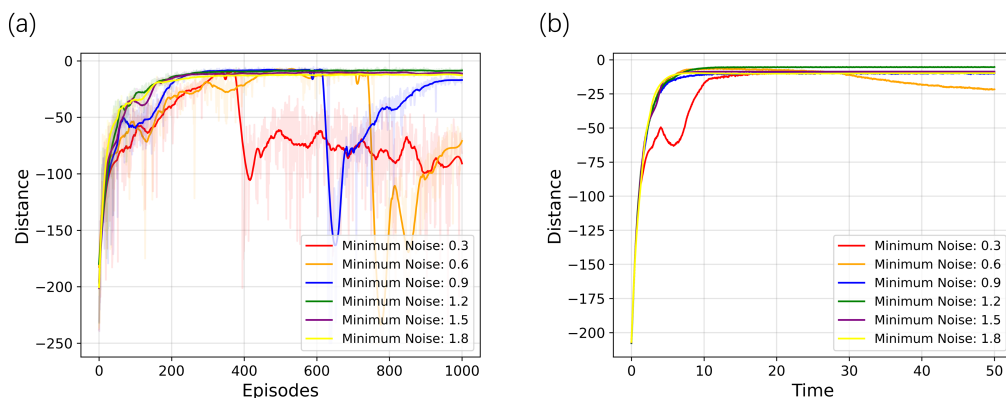 (a)
0
−50
−100
−150
−200
−250
Distance
0 200 400 600 800 1000
Episodes
Minimum Noise: 0.3
Minimum Noise: 0.6
Minimum Noise: 0.9
Minimum Noise: 1.2
Minimum Noise: 1.5
Minimum Noise: 1.8
(b)
0
−25
−50
−75
−100
−125
−150
−175
−200
Distance
0 10 20 30 40 50
Time
Minimum Noise: 0.3
Minimum Noise: 0.6
Minimum Noise: 0.9
Minimum Noise: 1.2
Minimum Noise: 1.5
Minimum Noise: 1.8